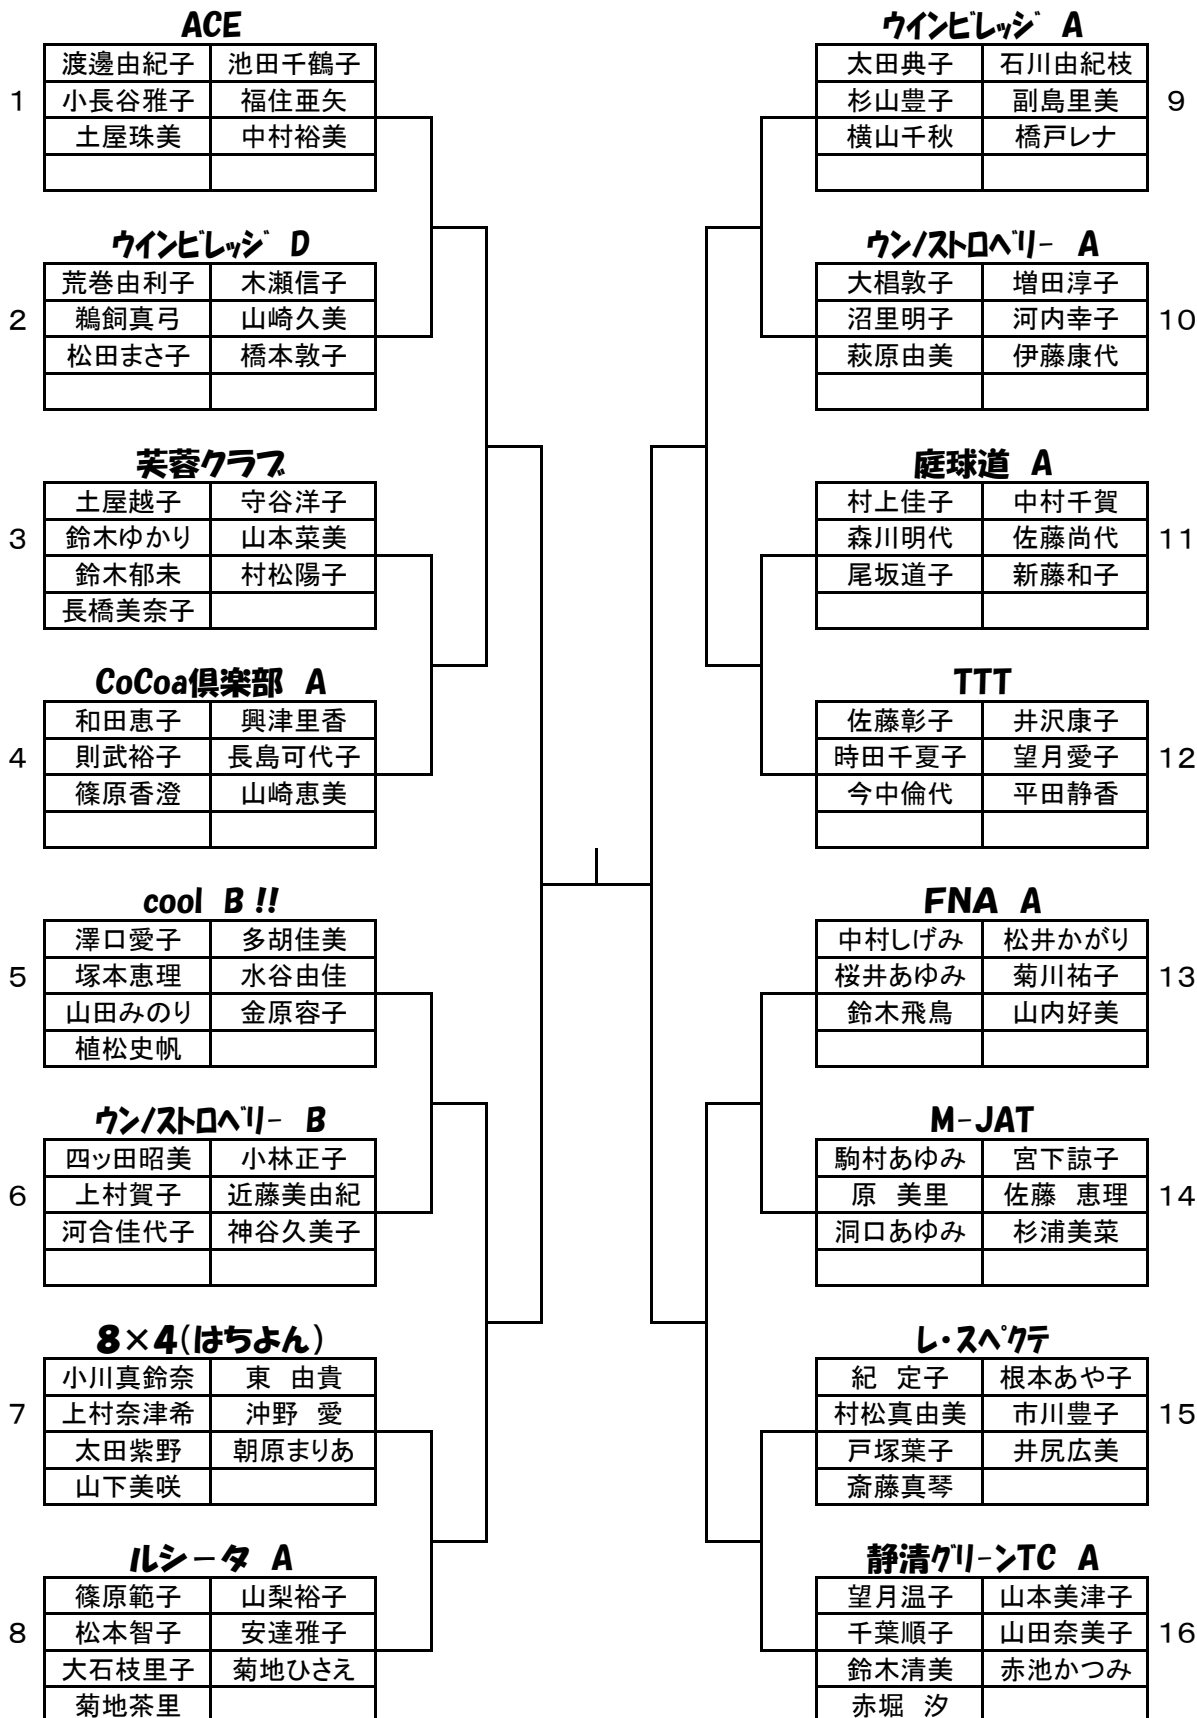 ACE
渡邊由紀子 池田千鶴子
1 小長谷雅子 福住亜矢
土屋珠美 中村裕美
ウインビレッジ D
荒巻由利子 木瀬信子
2 鵜飼真弓 山崎久美
松田まさ子 橋本敦子
芙蓉クラブ
土屋越子 守谷洋子
3 鈴木ゆかり 山本菜美
鈴木郁未 村松陽子
長橋美奈子
CoCoa倶楽部 A
和田恵子 興津里香
4 則武裕子 長島可代子
篠原香澄 山崎恵美
cool B !!
澤口愛子 多胡佳美
5 塚本恵理 水谷由佳
山田みのり 金原容子
植松史帆
ウン/ストロベリー B
四ッ田昭美 小林正子
6 上村賀子 近藤美由紀
河合佳代子 神谷久美子
8×4(はちよん)
小川真鈴奈 東 由貴
7 上村奈津希 沖野 愛
太田紫野 朝原まりあ
山下美咲
ルシータ A
篠原範子 山梨裕子
8 松本智子 安達雅子
大石枝里子 菊地ひさえ
菊地茶里
ウインビレッジ A
太田典子 石川由紀枝
杉山豊子 副島里美 9
横山千秋 橋戸レナ
ウン/ストロベリー A
大椙敦子 増田淳子
沼里明子 河内幸子 10
萩原由美 伊藤康代
庭球道 A
村上佳子 中村千賀
森川明代 佐藤尚代 11
尾坂道子 新藤和子
TTT
佐藤彰子 井沢康子
時田千夏子 望月愛子 12
今中倫代 平田静香
FNA A
中村しげみ 松井かがり
桜井あゆみ 菊川祐子 13
鈴木飛鳥 山内好美
M-JAT
駒村あゆみ 宮下諒子
原 美里 佐藤 恵理 14
洞口あゆみ 杉浦美菜
レ・スペクテ
紀 定子 根本あや子
村松真由美 市川豊子 15
戸塚葉子 井尻広美
斎藤真琴
静清グリーンTC A
望月温子 山本美津子
千葉順子 山田奈美子 16
鈴木清美 赤池かつみ
赤堀 汐